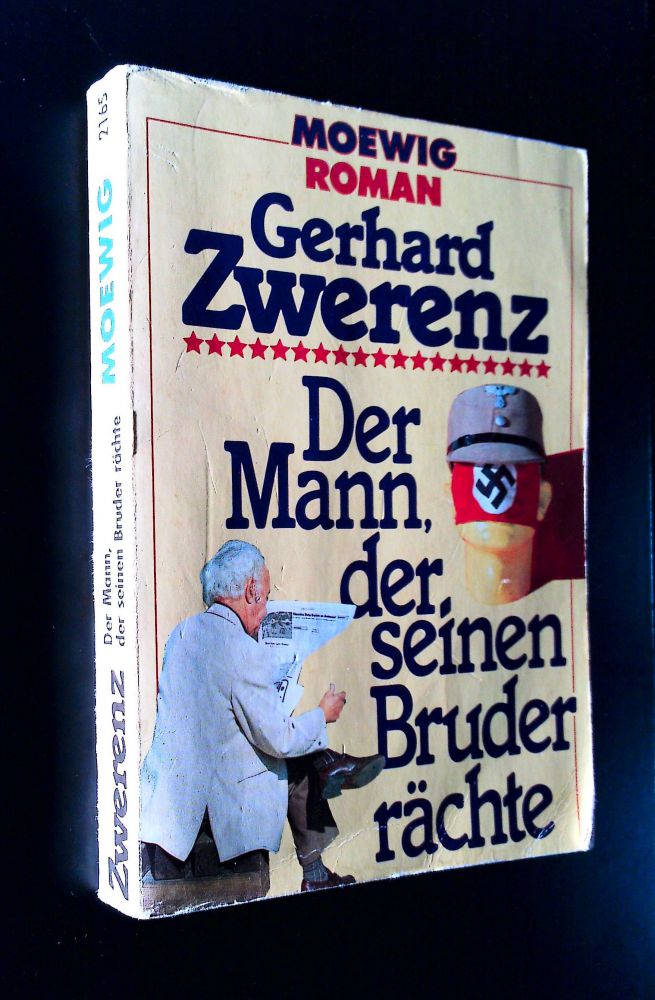 MOEWIG
ROMAN
Gerhard
Zwerenz
Der
Mann,
der
seinen
Bruder
rächte
Zwerenz
Der Mann,
der seinen Bruder rächte
MOEWIG
2165